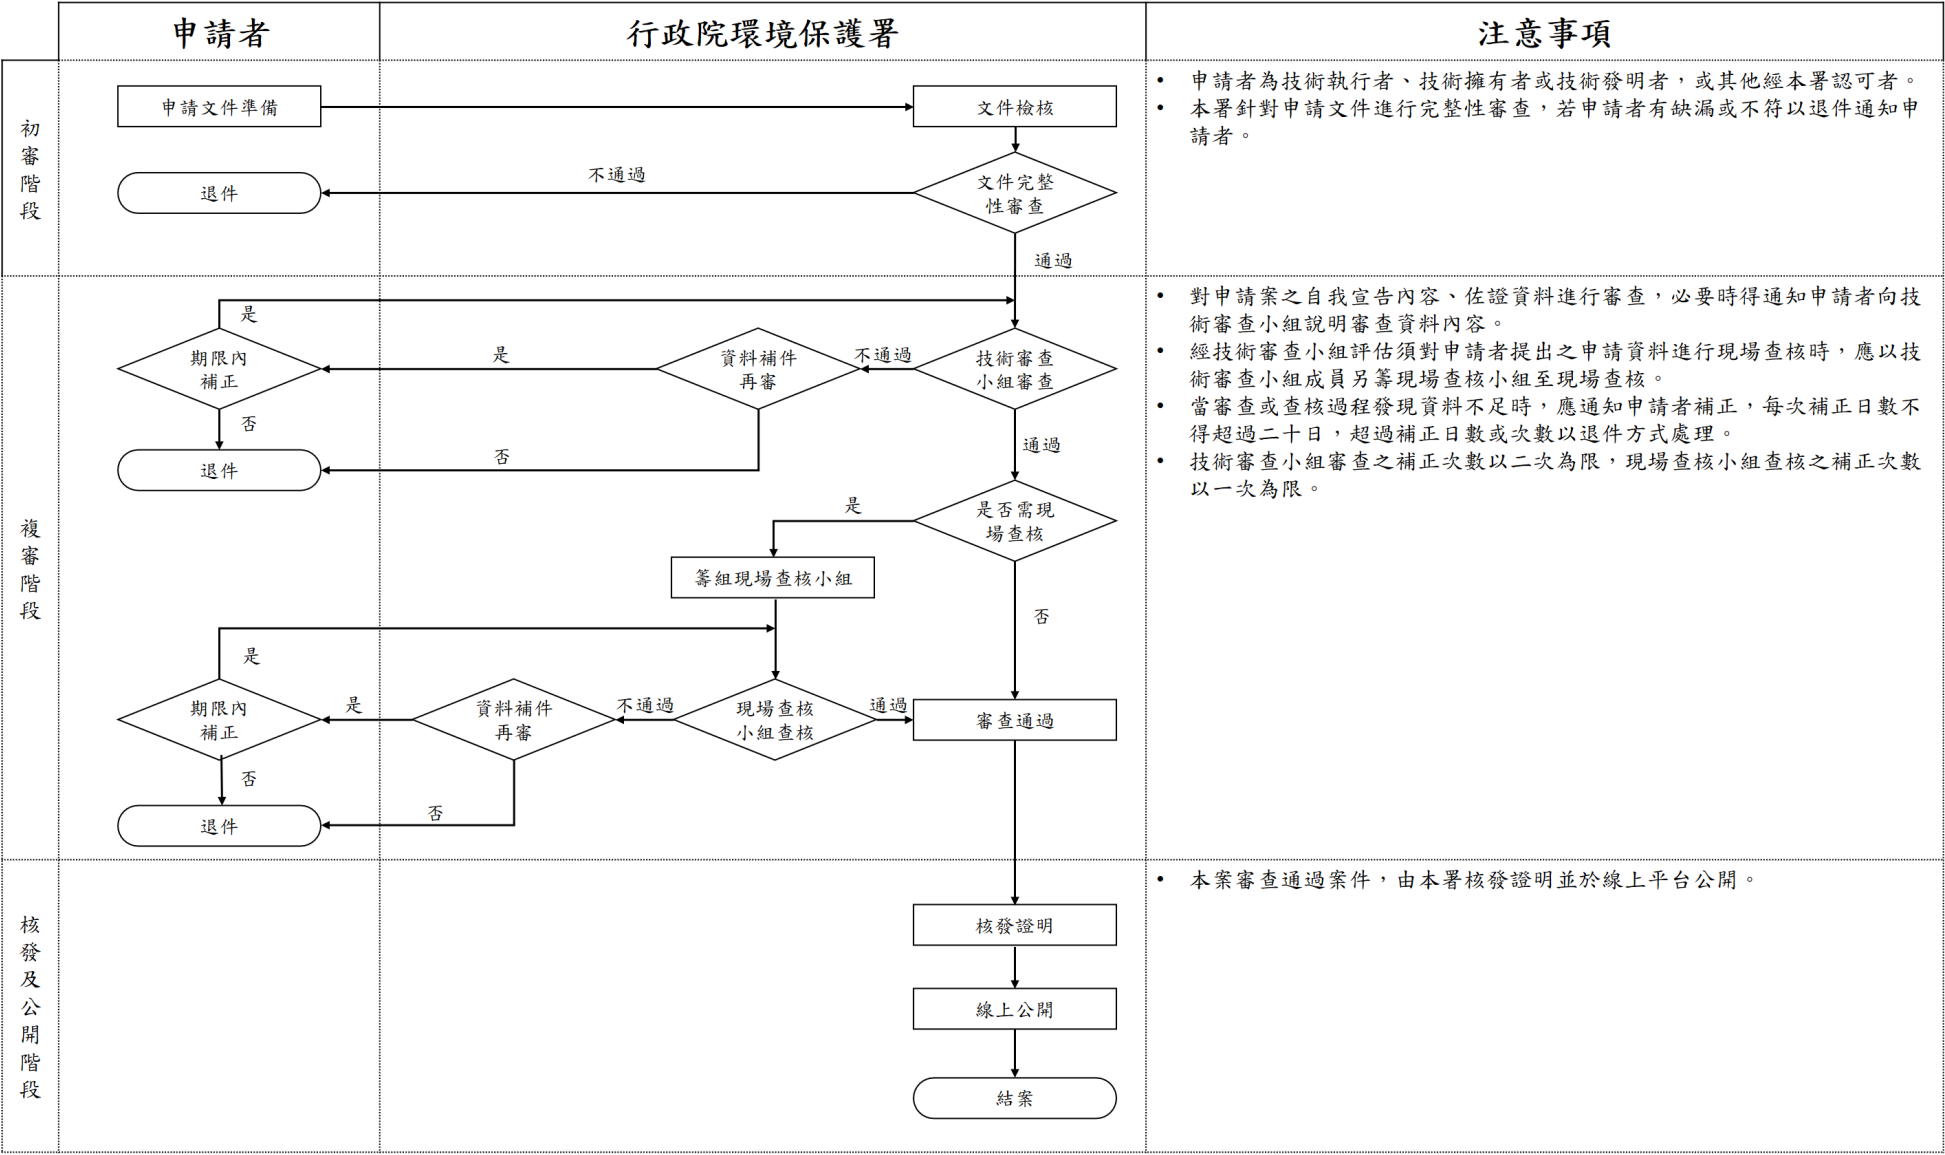 申請者
行政院環境保護署
注意事項
初審階段
申請文件準備
文件檢核
退件
不通過
文件完整
性審查
通過
• 申請者為技術執行者、技術擁有者或技術發明者，或其他經本署認可者。
• 本署針對申請文件進行完整性審查，若申請者有缺漏或不符以退件通知申
請者。
複審階段
是
期限內
補正
是
資料補件
再審
不通過
技術審查
小組審查
否
退件
否
通過
是否需現
場查核
是
籌組現場查核小組
否
是
期限內
補正
是
資料補件
再審
不通過
現場查核
小組查核
通過
審查通過
否
退件
否
• 對申請案之自我宣告內容、佐證資料進行審查，必要時得通知申請者向技
術審查小組說明審查資料內容。
• 經技術審查小組評估須對申請者提出之申請資料進行現場查核時，應以技
術審查小組成員另籌現場查核小組至現場查核。
• 當審查或查核過程發現資料不足時，應通知申請者補正，每次補正日數不
得超過二十日，超過補正日數或次數以退件方式處理。
• 技術審查小組審查之補正次數以二次為限，現場查核小組查核之補正次數
以一次為限。
核發及公開階段
核發證明
線上公開
結案
• 本案審查通過案件，由本署核發證明並於線上平台公開。